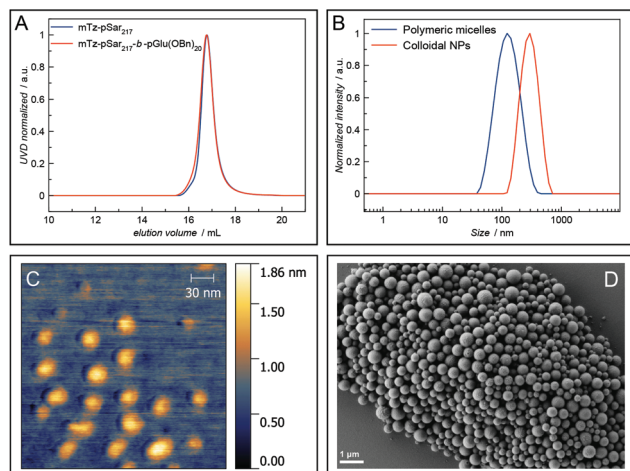 A
mTz-pSar217
mTz-pSar217-b-pGlu(OBn)20
UVD normalized / a.u.
1
0.8
0.6
0.4
0.2
0
10 12 14 16 18 20
elution volume / mL
B
Polymeric micelles
Colloidal NPs
Normalized intensity / a.u.
1
0.8
0.6
0.4
0.2
0
1 10 100 1000
Size / nm
C
30 nm
1.86 nm
1.50
1.00
0.50
0.00
D
1 µm